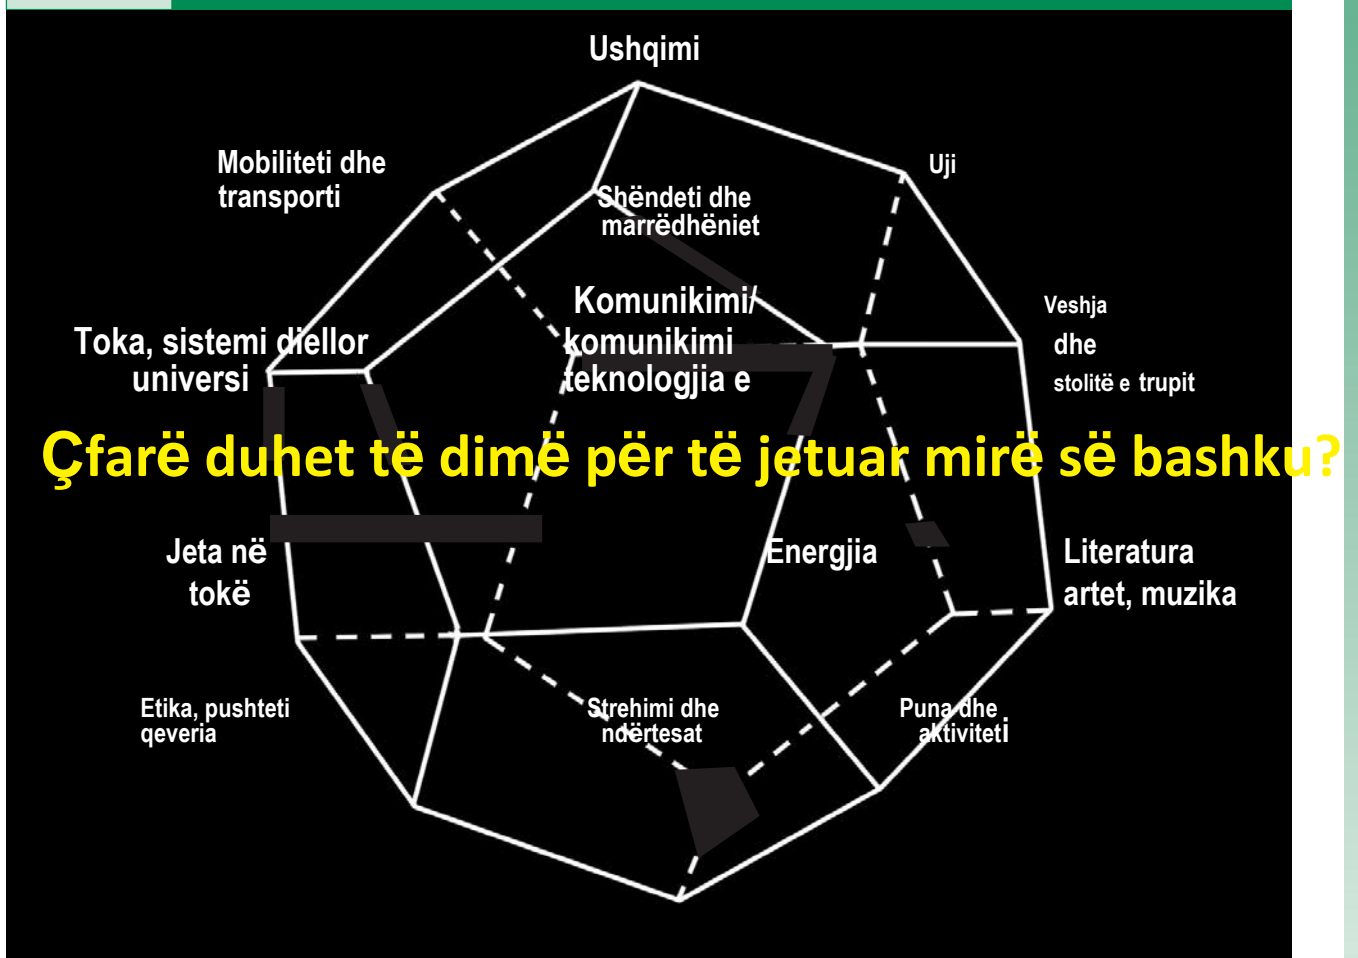 Ushqimi
Mobiliteti dhe
transporti
Uji
Shëndeti dhe
marrëdhëniet
Komunikimi/
komunikimi
teknologjia e
Veshja
dhe
stolitë e trupit
Toka, sistemi diellor
universi
Çfarë duhet të dimë për të jetuar mirë së bashku?
Jeta në
tokë
Energjia
Literatura
artet, muzika
Etika, pushteti
qeveria
Strehimi dhe
ndërtesat
Puna dhe
aktiviteti